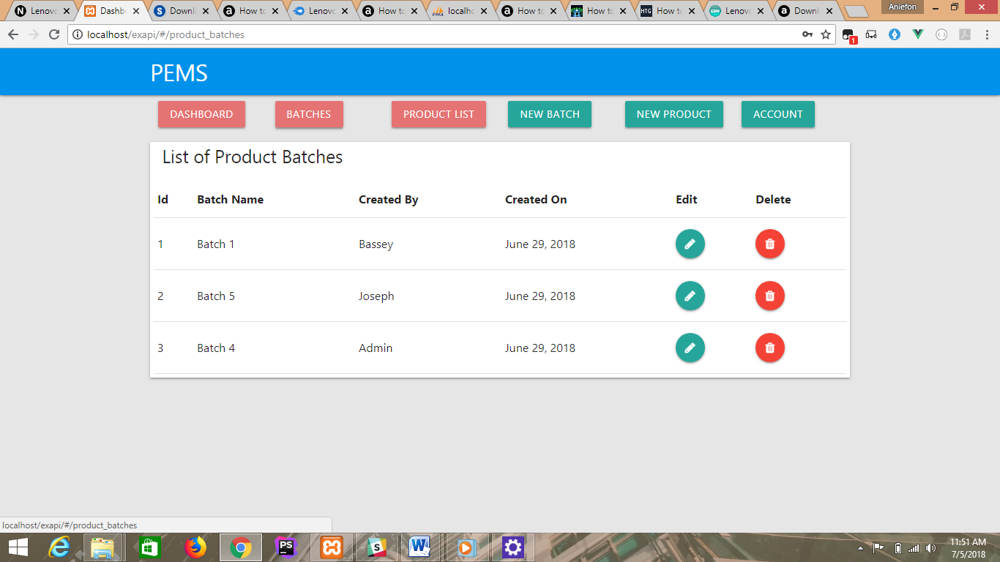 Lenovo Dashbo Downl How to Lenovo How to localho How to How to How to Lenovo Downl Aniefon
localhost/exapi/#/product_batches
1
PEMS
DASHBOARD BATCHES PRODUCT LIST NEW BATCH NEW PRODUCT ACCOUNT
List of Product Batches
Id Batch Name Created By Created On Edit Delete
1 Batch 1 Bassey June 29, 2018
2 Batch 5 Joseph June 29, 2018
3 Batch 4 Admin June 29, 2018
localhost/exapi/#/product_batches
11:51 AM
7/5/2018